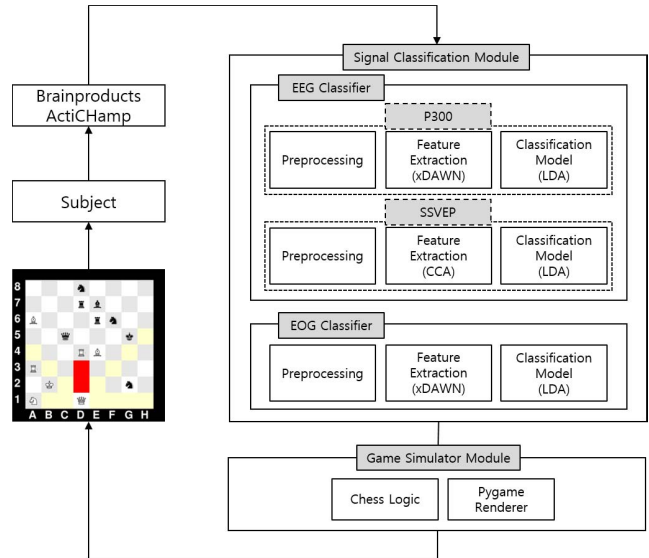 Signal Classification Module
EEG Classifier
P300
Preprocessing
Feature
Extraction
(xDAWN)
Classification
Model
(LDA)
SSVEP
Preprocessing
Feature
Extraction
(CCA)
Classification
Model
(LDA)
EOG Classifier
Preprocessing
Feature
Extraction
(xDAWN)
Classification
Model
(LDA)
Game Simulator Module
Chess Logic
Pygame
Renderer
Brainproducts
ActiCHamp
Subject
8
7
6
5
4
3
2
1
A B C D E F G H